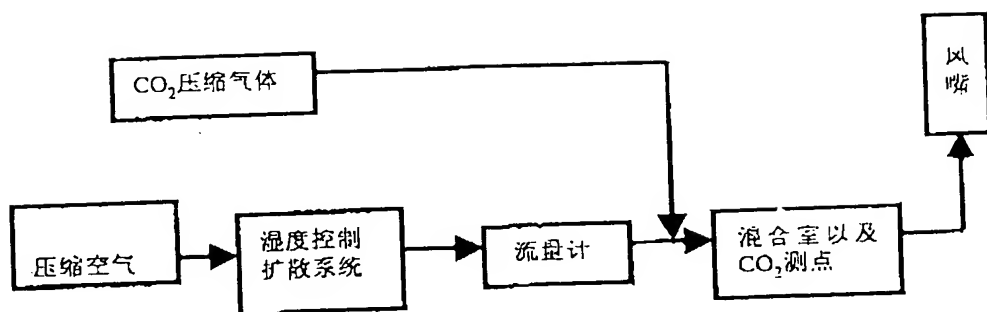 CO₂压缩气体
风
嘴
压缩空气
湿度控制
扩散系统
流量计
混合室以及
CO₂测点